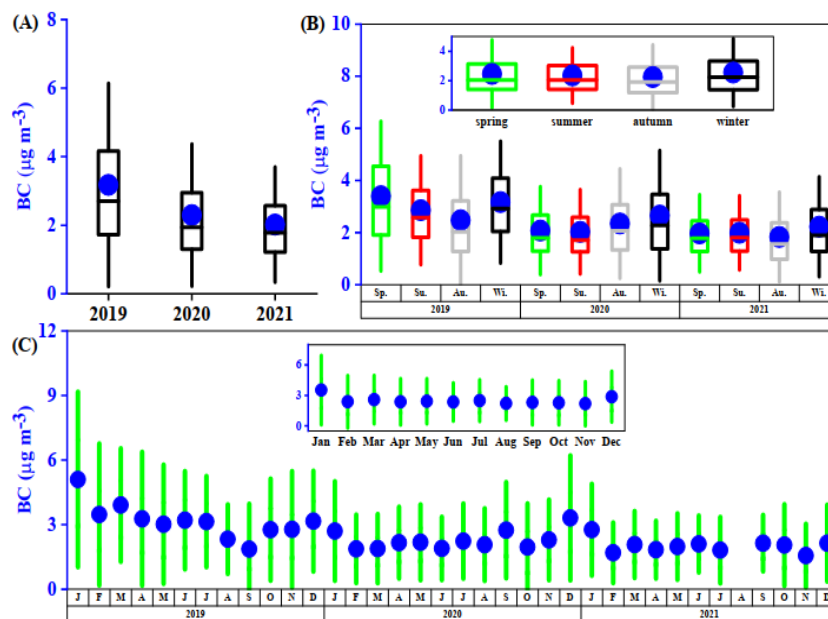 (A)
8
6
4
2
0
BC (μg m-3)
2019 2020 2021
(B)
10
8
6
4
2
0
BC (μg m-3)
4
2
0
spring summer autumn winter
Sp. Su. Au. Wi. Sp. Su. Au. Wi. Sp. Su. Au. Wi.
2019 2020 2021
(C)
12
9
6
3
0
BC (μg m-3)
6
3
0
Jan Feb Mar Apr May Jun Jul Aug Sep Oct Nov Dec
J F M A M J J A S O N D J F M A M J J A S O N D J F M A M J J A S O N D
2019 2020 2021